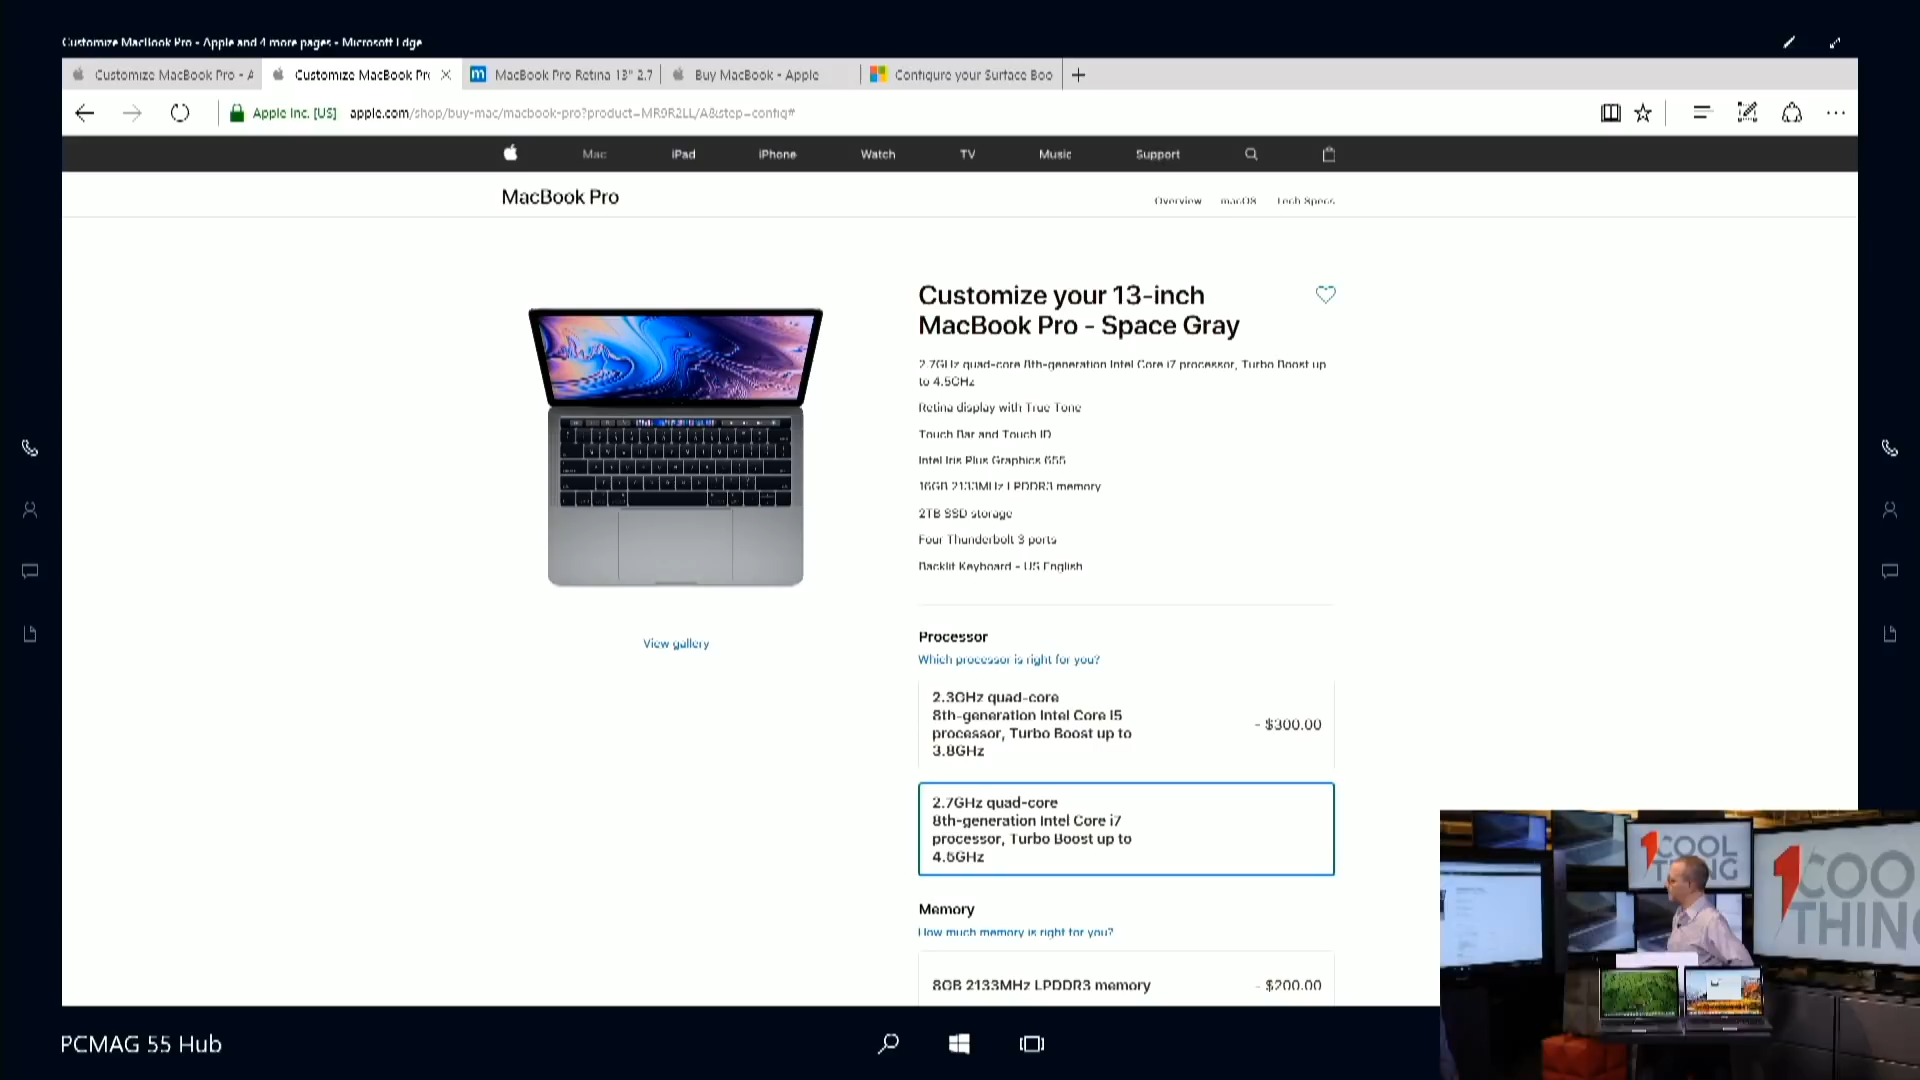 Customize MacBook Pro - Apple and 4 more pages - Microsoft Edge
Customize MacBook Pro - A
Customize MacBook Pro
MacBook Pro Retina 13" 2.7
Buy MacBook - Apple
Configure your Surface Boo
Apple Inc. [US]
apple.com/shop/buy-mac/macbook-pro?product=MR9R2LL/A&step=config#
Mac
iPad
iPhone
Watch
TV
Music
Support
MacBook Pro
Overview
macOS
Tech Specs
Customize your 13-inch
MacBook Pro - Space Gray
2.7GHz quad-core 8th-generation Intel Core i7 processor, Turbo Boost up
to 4.5GHz
Retina display with True Tone
Touch Bar and Touch ID
Intel Iris Plus Graphics 655
16GB 2133MHz LPDDR3 memory
2TB SSD storage
Four Thunderbolt 3 ports
Backlit Keyboard - US English
View gallery
Processor
Which processor is right for you?
2.3GHz quad-core
8th-generation Intel Core i5
processor, Turbo Boost up to
3.8GHz
- $300.00
2.7GHz quad-core
8th-generation Intel Core i7
processor, Turbo Boost up to
4.5GHz
Memory
How much memory is right for you?
8GB 2133MHz LPDDR3 memory
- $200.00
1COOL
THING
1COO
THING
PCMAG 55 Hub